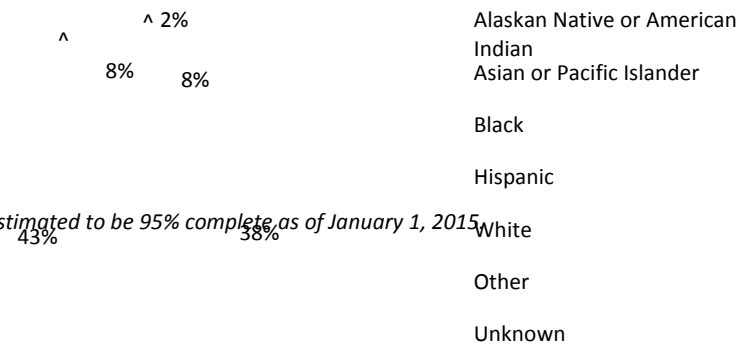 ^ 2%
^
8%
8%
stimated to be 95% complete as of January 1, 2015.
43%
38%
Alaskan Native or American
Indian
Asian or Pacific Islander
Black
Hispanic
White
Other
Unknown